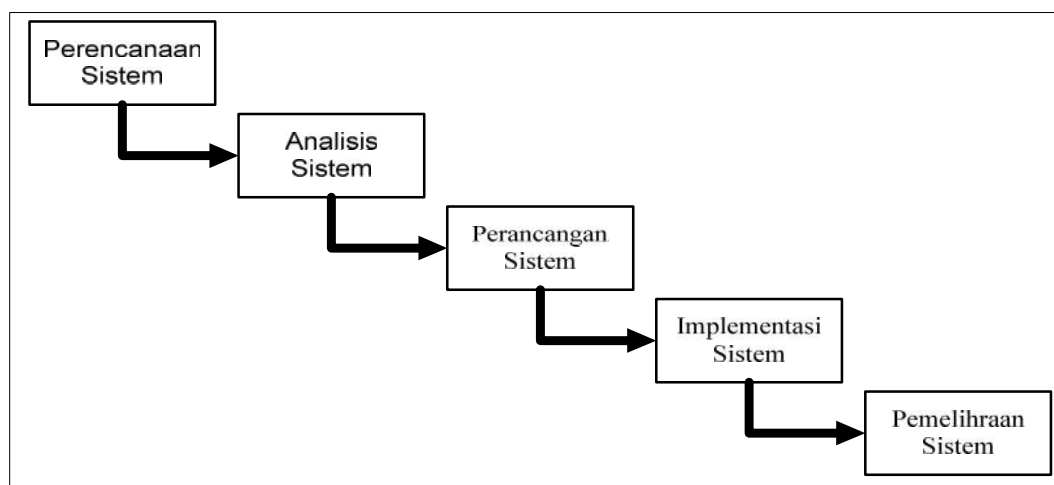 Perencanaan
Sistem
Analisis
Sistem
Perancangan
Sistem
Implementasi
Sistem
Pemelihraan
Sistem